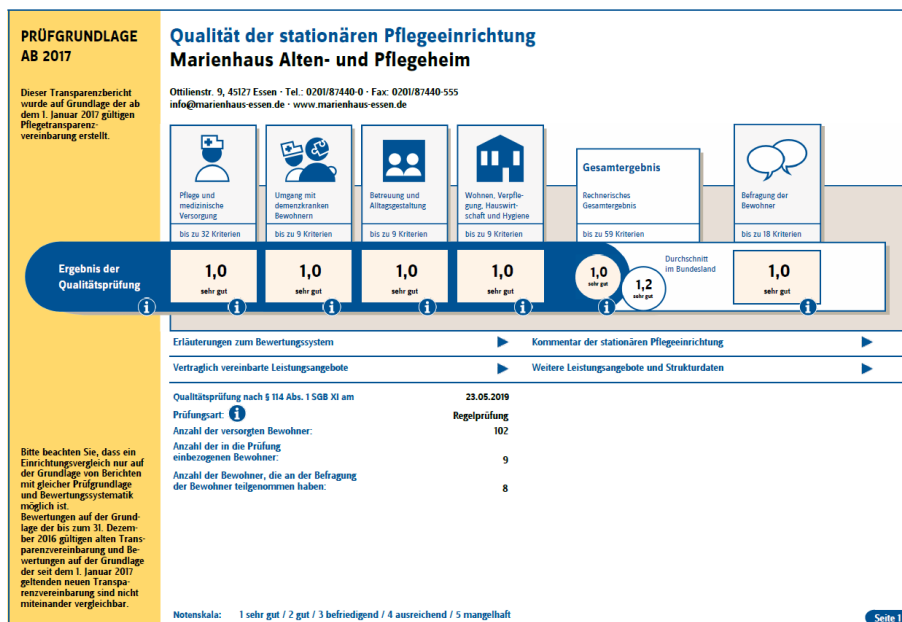 PRÜFGRUNDLAGE
AB 2017
Dieser Transparenzbericht
wurde auf Grundlage der ab
dem 1. Januar 2017 gültigen
Pflegetransparenz-
vereinbarung erstellt.
Qualität der stationären Pflegeeinrichtung
Marienhaus Alten- und Pflegeheim
Ottilienstr. 9, 45127 Essen · Tel.: 0201/87440-0 · Fax: 0201/87440-555
info@marienhaus-essen.de · www.marienhaus-essen.de
Pflege und
medizinische
Versorgung
bis zu 32 Kriterien
Umgang mit
demenzkranken
Bewohnern
bis zu 9 Kriterien
Betreuung und
Alltagsgestaltung
bis zu 9 Kriterien
Wohnen, Verpfle-
gung, Hauswirt-
schaft und Hygiene
bis zu 9 Kriterien
Gesamtergebnis
Rechnerisches
Gesamtergebnis
bis zu 59 Kriterien
Befragung der
Bewohner
bis zu 18 Kriterien
Ergebnis der
Qualitätsprüfung
1,0
sehr gut
1,0
sehr gut
1,0
sehr gut
1,0
sehr gut
1,0
sehr gut
1,2
sehr gut
Durchschnitt
im Bundesland
1,0
sehr gut
Erläuterungen zum Bewertungssystem
Kommentar der stationären Pflegeeinrichtung
Vertraglich vereinbarte Leistungsangebote
Weitere Leistungsangebote und Strukturdaten
Qualitätsprüfung nach § 114 Abs. 1 SGB XI am 23.05.2019
Prüfungsart: Regelprüfung
Anzahl der versorgten Bewohner: 102
Anzahl der in die Prüfung
einbezogenen Bewohner: 9
Anzahl der Bewohner, die an der Befragung
der Bewohner teilgenommen haben: 8
Bitte beachten Sie, dass ein
Einrichtungsvergleich nur auf
der Grundlage von Berichten
mit gleicher Prüfgrundlage
und Bewertungssystematik
möglich ist.
Bewertungen auf der Grund-
lage der bis zum 31. Dezem-
ber 2016 gültigen alten Trans-
parenzvereinbarung und Be-
wertungen auf der Grundlage
der seit dem 1. Januar 2017
geltenden neuen Transpa-
renzvereinbarung sind nicht
miteinander vergleichbar.
Notenskala: 1 sehr gut / 2 gut / 3 befriedigend / 4 ausreichend / 5 mangelhaft
Seite 1